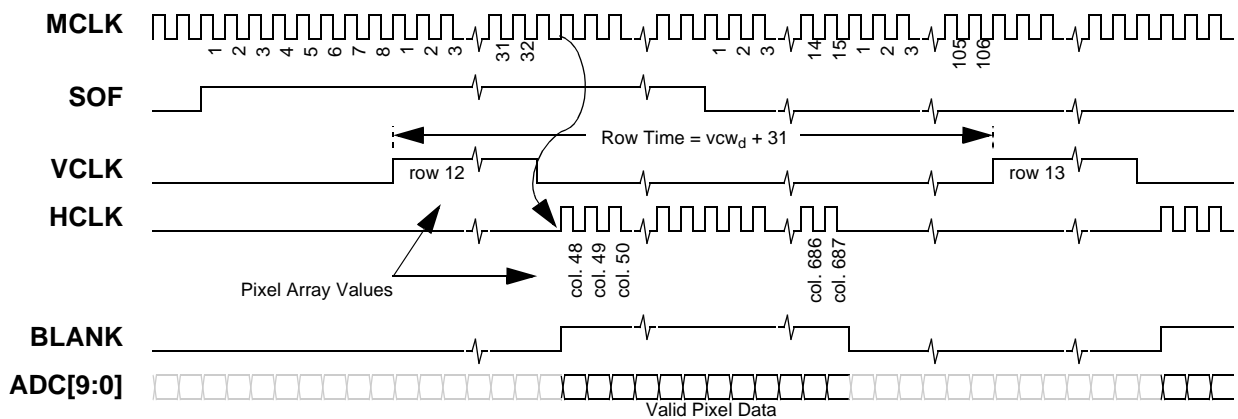 MCLK
1 2 3 4 5 6 7 8 1 2 3 31 32 1 2 3 14 15 1 2 3 105 106
SOF
Row Time = vcwd + 31
VCLK
row 12 row 13
HCLK
col. 48 col. 49 col. 50 col. 686 col. 687
Pixel Array Values
BLANK
ADC[9:0]
Valid Pixel Data